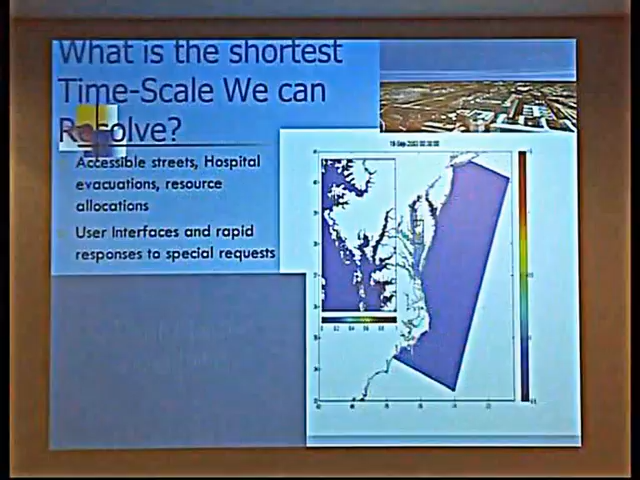 What is the shortest
Time-Scale We can
Resolve?
Accessible streets, Hospital
evacuations, resource
allocations
User Interfaces and rapid
responses to special requests